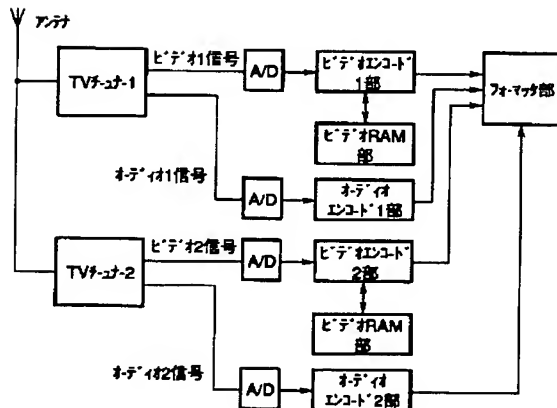 アンテナ
TVチューナー1
ビデオ1信号
A/D
ビデオエンコード
1部
フォーマッタ部
ビデオRAM
部
オーディオ1信号
A/D
オーディオ
エンコード1部
TVチューナー2
ビデオ2信号
A/D
ビデオエンコード
2部
ビデオRAM
部
オーディオ2信号
A/D
オーディオ
エンコード2部